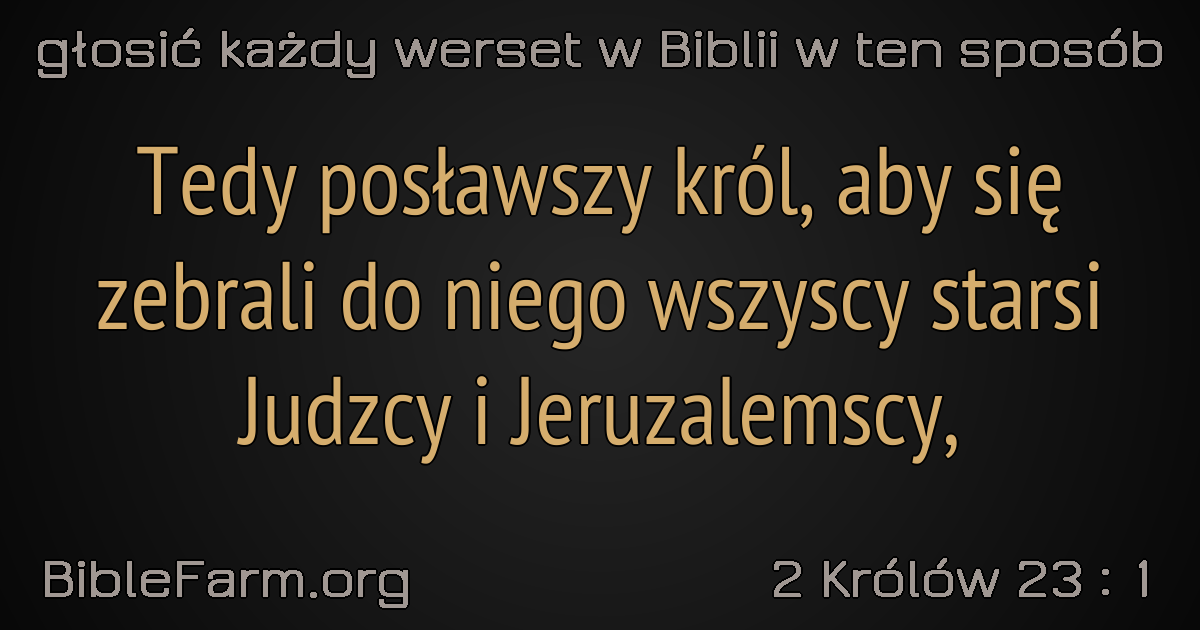 głosić każdy werset w Biblii w ten sposób
Tedy posławszy król, aby się
zebrali do niego wszyscy starsi
Judzcy i Jeruzalemscy,
BibleFarm.org
2 Królów 23 : 1